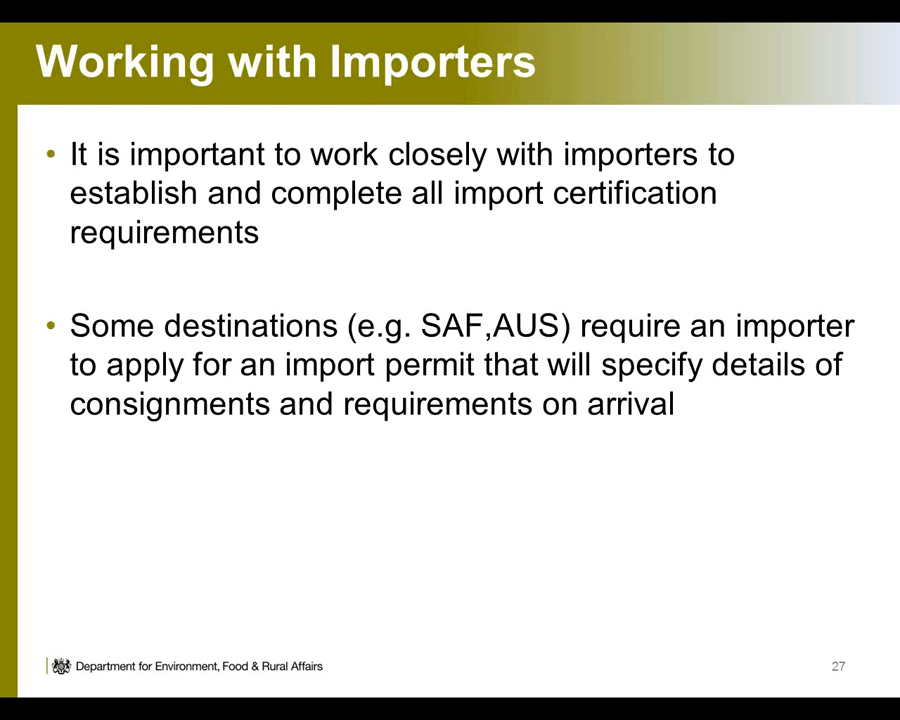 Working with Importers
• It is important to work closely with importers to
establish and complete all import certification
requirements
• Some destinations (e.g. SAF,AUS) require an importer
to apply for an import permit that will specify details of
consignments and requirements on arrival
Department for Environment, Food & Rural Affairs
27